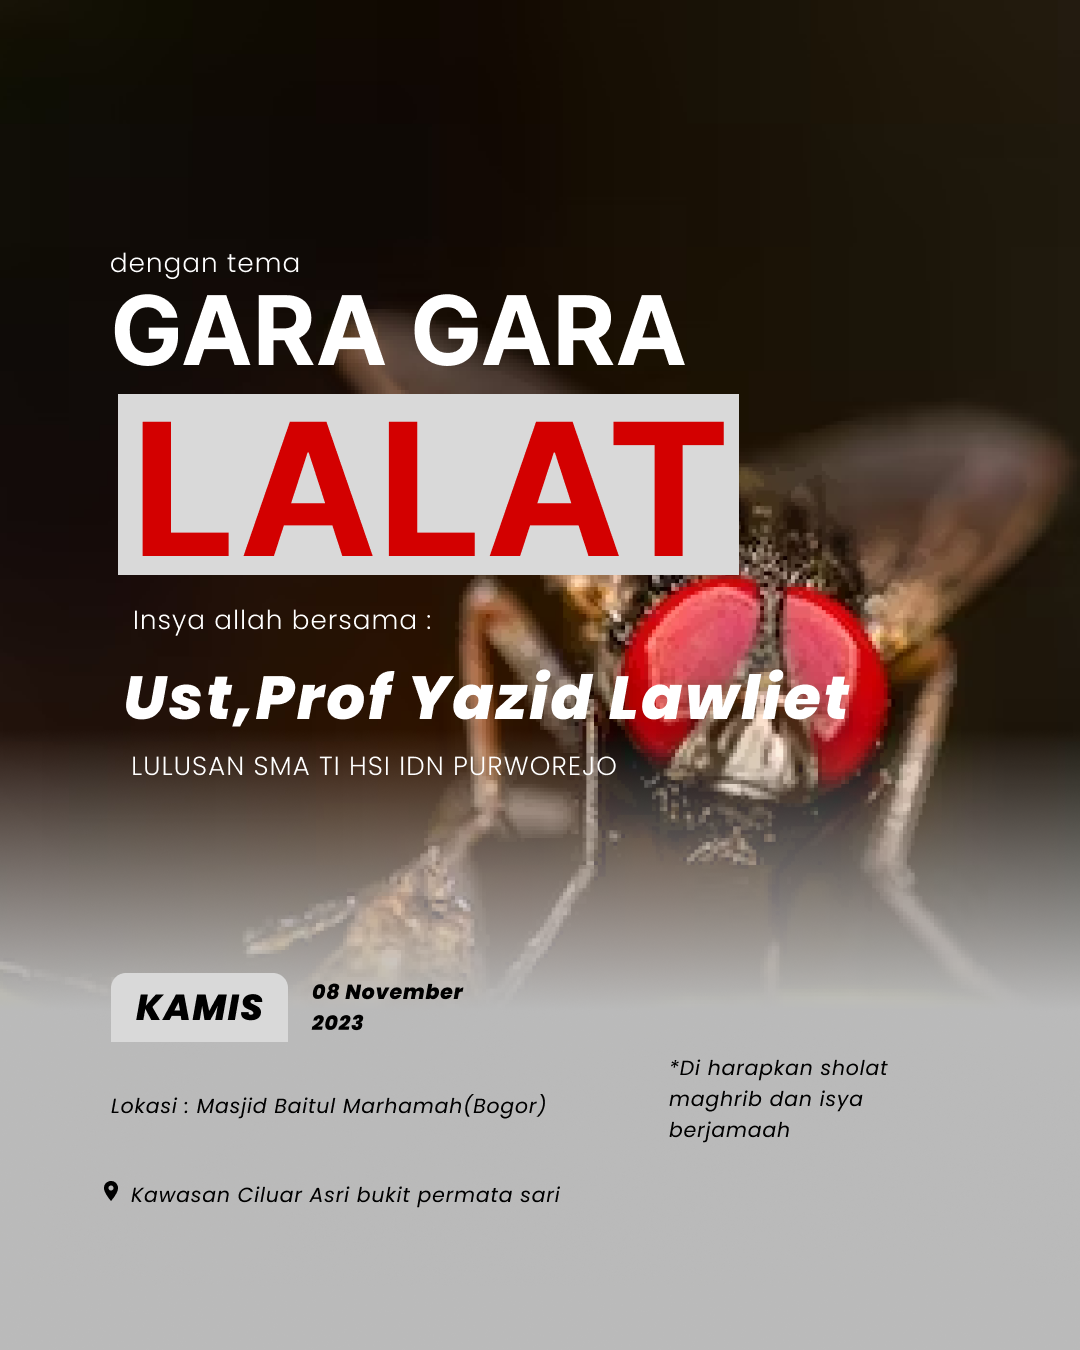 dengan tema
GARA GARA
LALAT
Insya allah bersama :
Ust,Prof Yazid Lawliet
LULUSAN SMA TI HSI IDN PURWOREJO
KAMIS
08 November
2023
Lokasi : Masjid Baitul Marhamah(Bogor)
*Di harapkan sholat
maghrib dan isya
berjamaah
Kawasan Ciluar Asri bukit permata sari